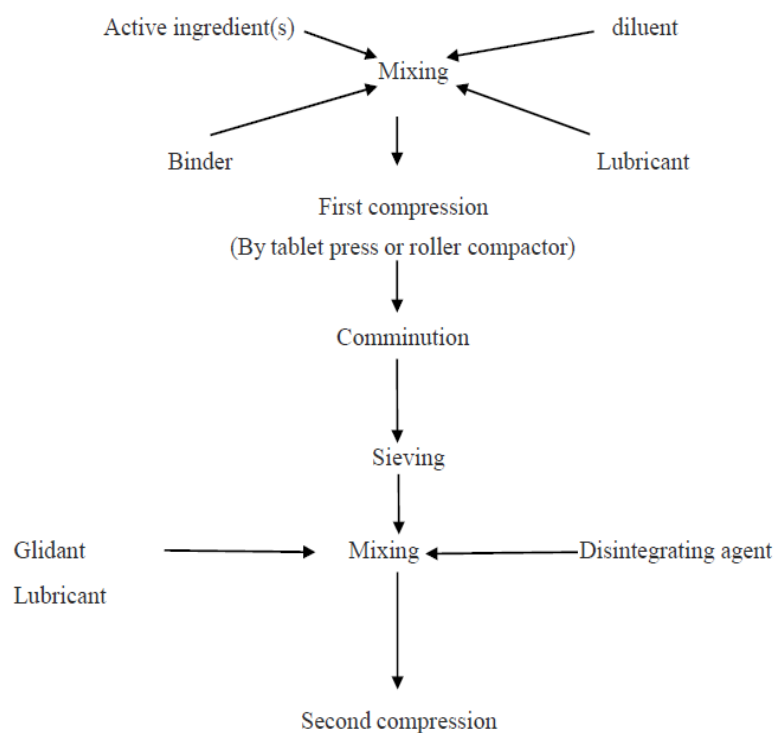 Active ingredient(s)
diluent
Mixing
Binder
Lubricant
First compression
(By tablet press or roller compactor)
Comminution
Sieving
Glidant
Mixing
Disintegrating agent
Lubricant
Second compression